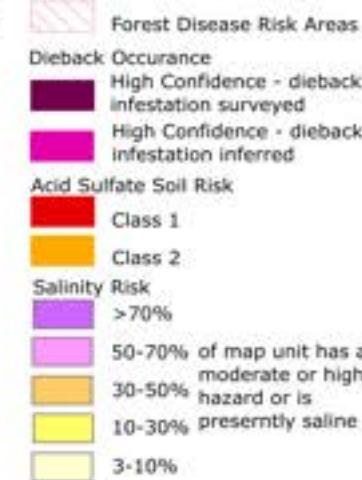 Forest Disease Risk Areas
Dieback Occurance
High Confidence - dieback
infestation surveyed
High Confidence - dieback
infestation inferred
Acid Sulfate Soil Risk
Class 1
Class 2
Salinity Risk
>70%
50-70% of map unit has a
moderate or high
30-50% hazard or is
10-30% preserntly saline
3-10%